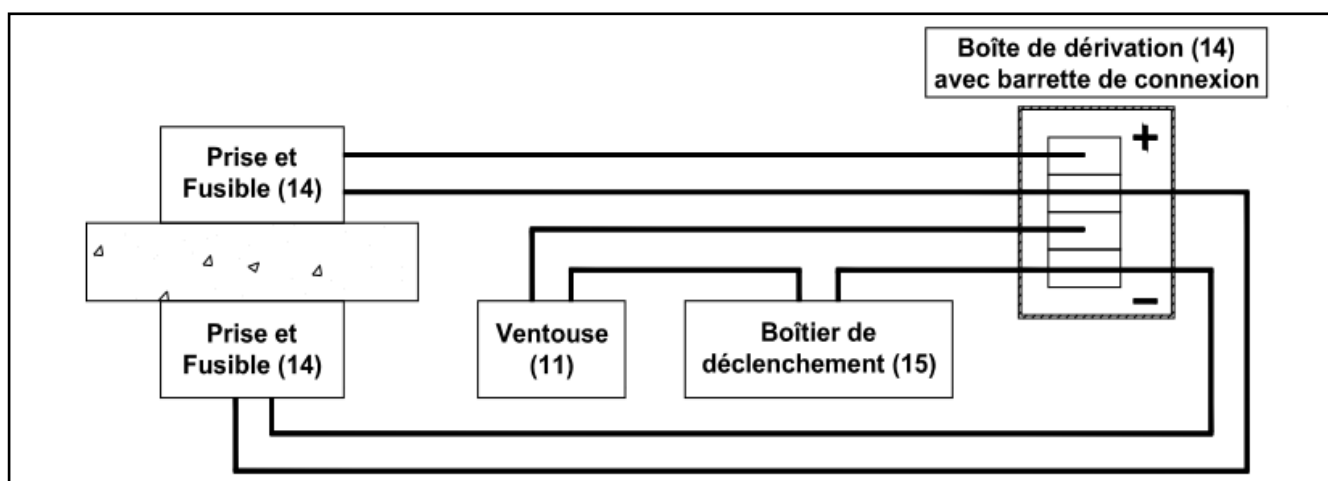 Boîte de dérivation (14)
avec barrette de connexion
+
Prise et
Fusible (14)
Prise et
Fusible (14)
Ventouse
(11)
Boîtier de
déclenchement (15)
−